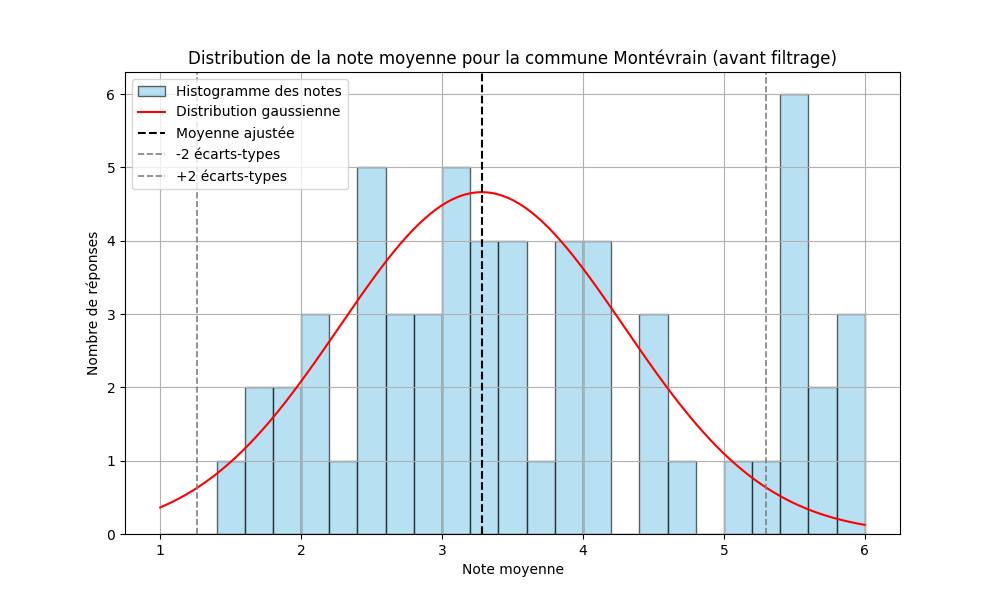 Distribution de la note moyenne pour la commune Montévrain (avant filtrage)
Histogramme des notes
Distribution gaussienne
Moyenne ajustée
-2 écarts-types
+2 écarts-types
Nombre de réponses
6
5
4
3
2
1
0
1 2 3 4 5 6
Note moyenne